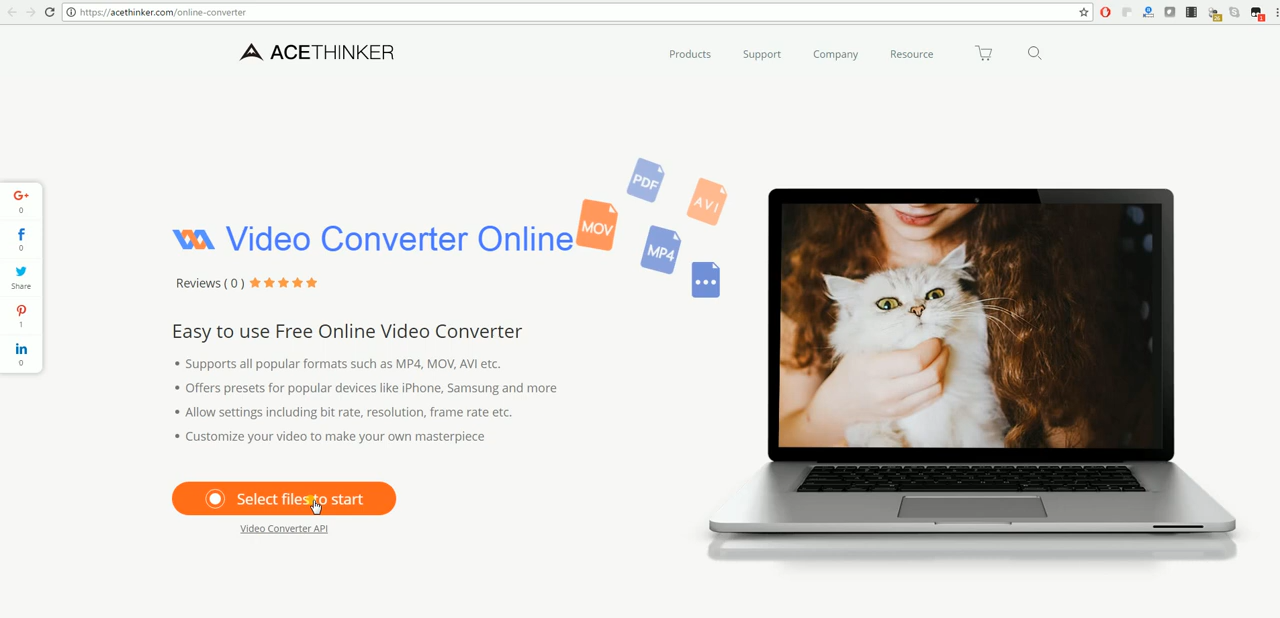 https://acethinker.com/online-converter
ACETHINKER
Products
Support
Company
Resource
PDF
AVI
MOV
MP4
G+
0
0
Share
1
in
0
Video Converter Online
Reviews ( 0 )
Easy to use Free Online Video Converter
• Supports all popular formats such as MP4, MOV, AVI etc.
• Offers presets for popular devices like iPhone, Samsung and more
• Allow settings including bit rate, resolution, frame rate etc.
• Customize your video to make your own masterpiece
Select files to start
Video Converter API